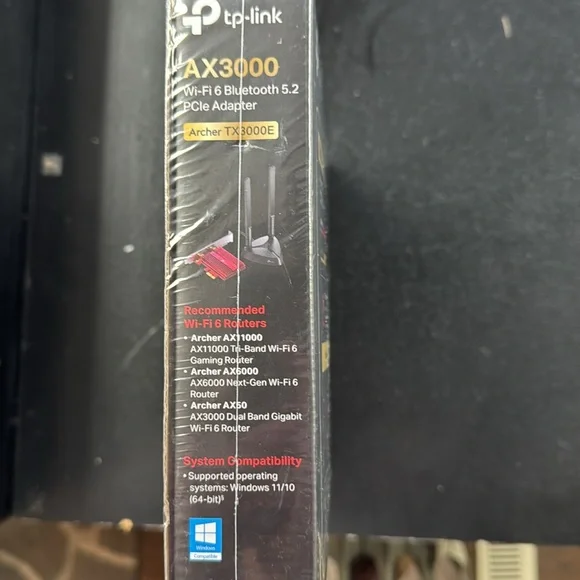 tp-link
AX3000
Wi-Fi 6 Bluetooth 5.2
PCIe Adapter
Archer TX3000E
Recommended
Wi-Fi 6 Routers
• Archer AX11000
AX11000 Tri-Band Wi-Fi 6
Gaming Router
• Archer AX6000
AX6000 Next-Gen Wi-Fi 6
Router
• Archer AX50
AX3000 Dual Band Gigabit
Wi-Fi 6 Router
System Compatibility
• Supported operating
systems: Windows 11/10
(64-bit)§
Windows
Compatible